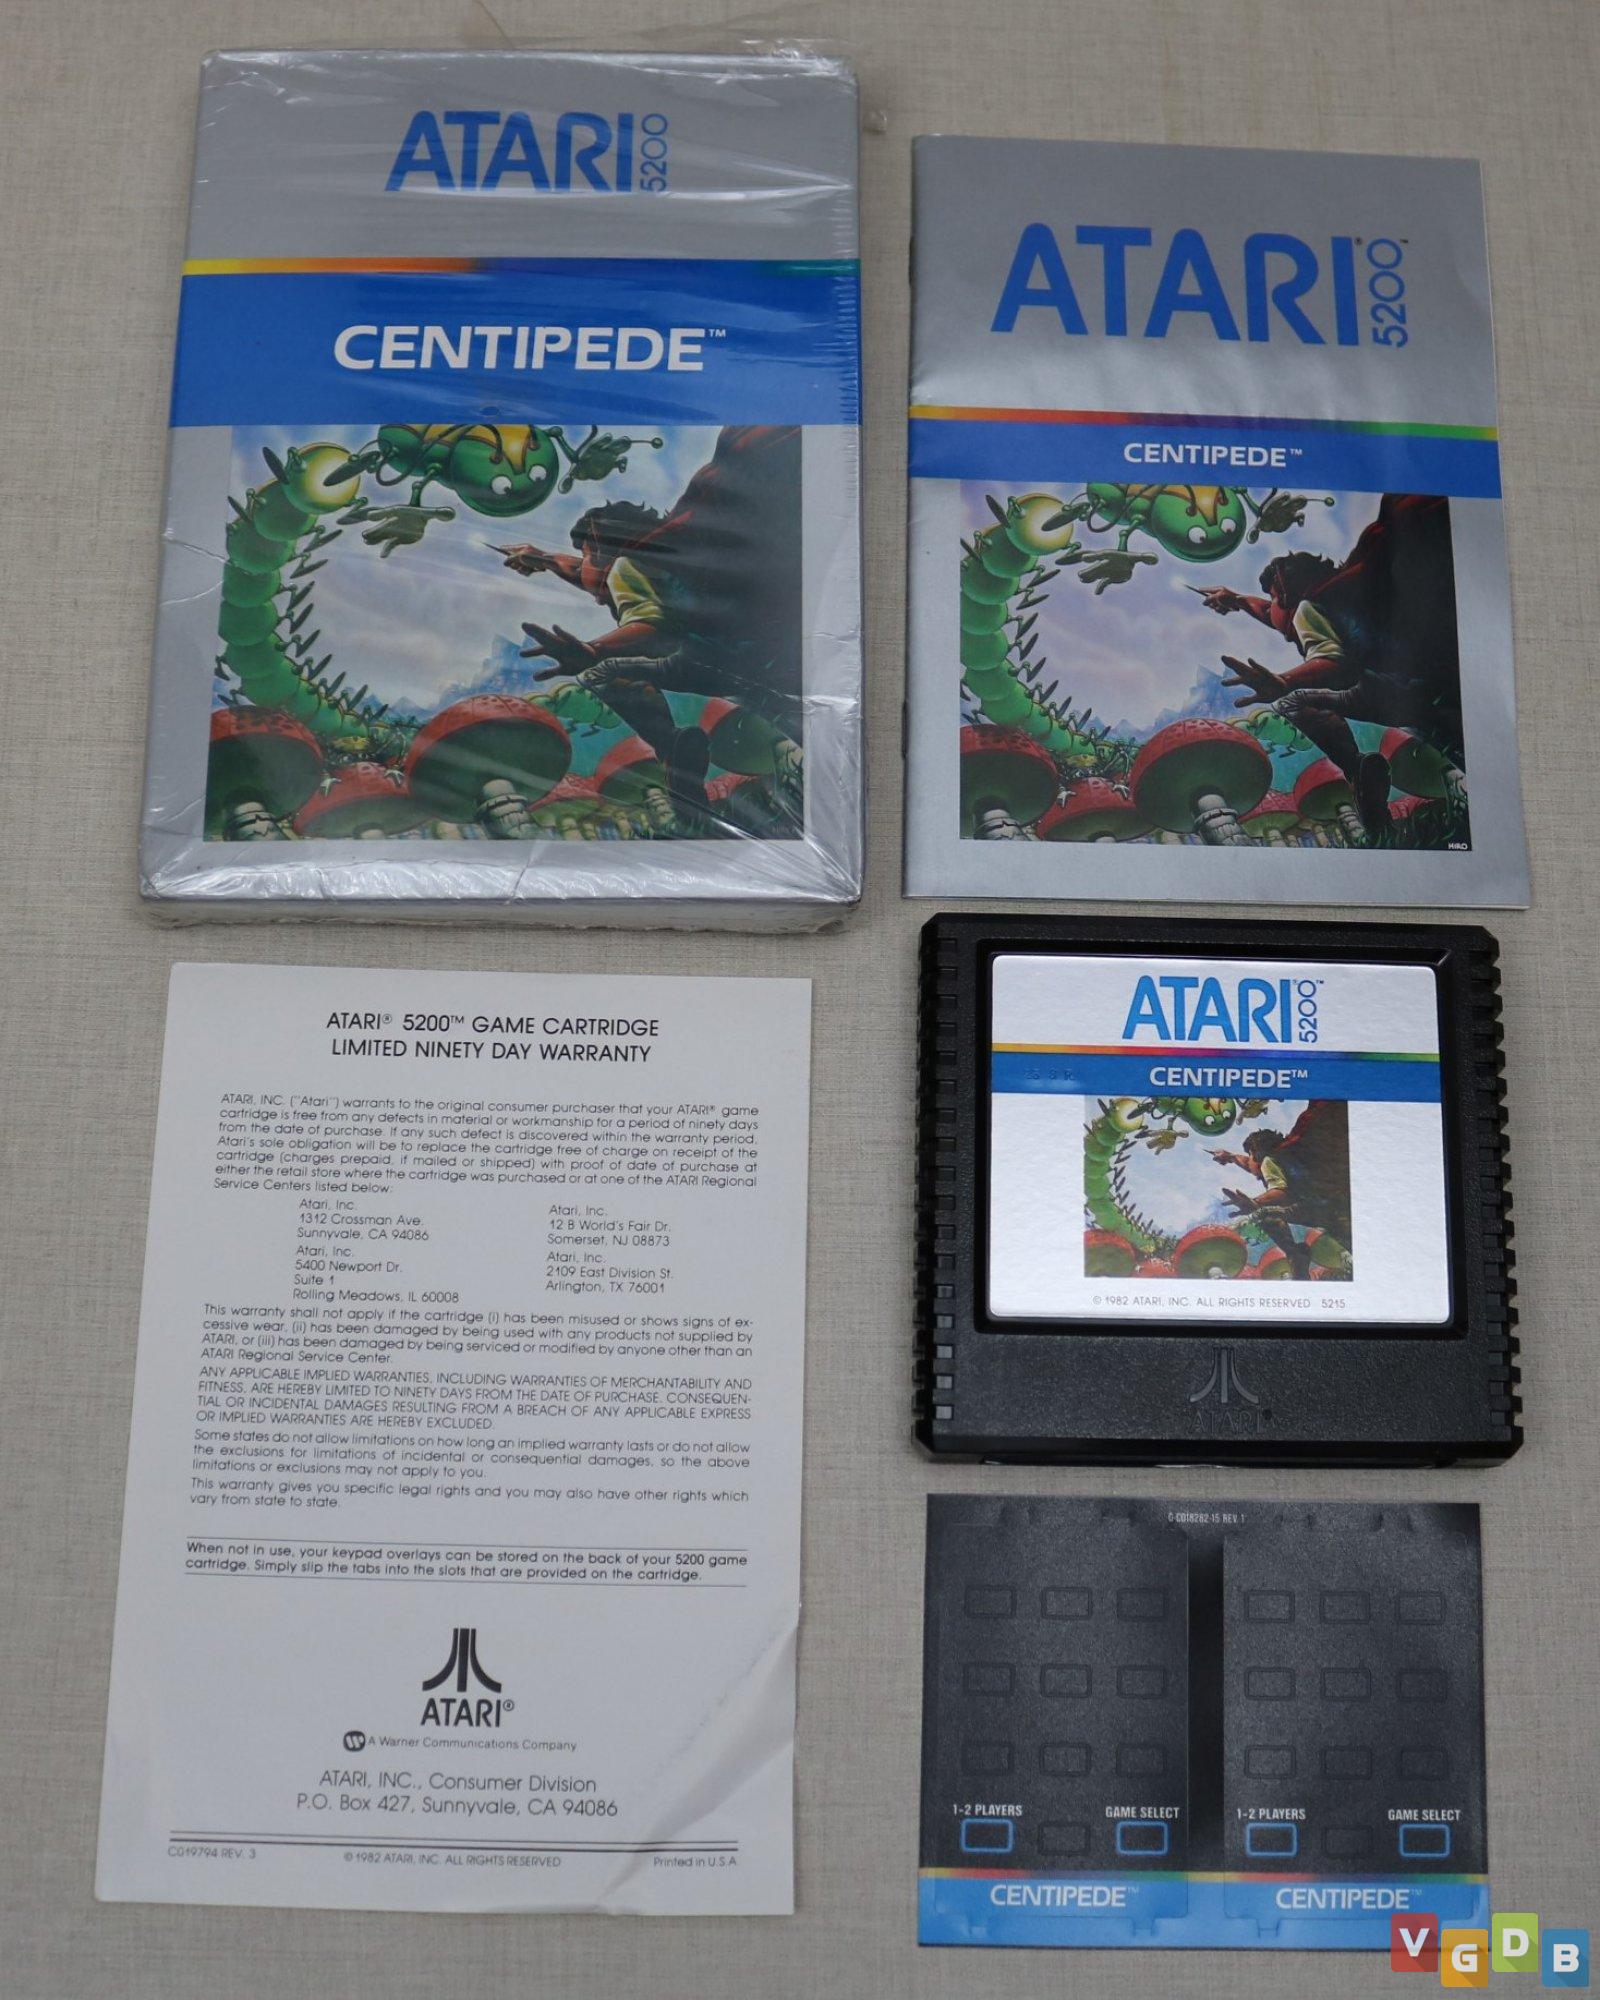 ATARI 5200
CENTIPEDE™
ATARI® 5200™
CENTIPEDE™
HIRO
ATARI® 5200™ GAME CARTRIDGE
LIMITED NINETY DAY WARRANTY
ATARI, INC. ("Atari") warrants to the original consumer purchaser that your ATARI® game
cartridge is free from any defects in material or workmanship for a period of ninety days
from the date of purchase. If any such defect is discovered within the warranty period,
Atari's sole obligation will be to replace the cartridge free of charge on receipt of the
cartridge (charges prepaid, if mailed or shipped) with proof of date of purchase at
either the retail store where the cartridge was purchased or at one of the ATARI Regional
Service Centers listed below:
Atari, Inc.
1312 Crossman Ave.
Sunnyvale, CA 94086
Atari, Inc.
5400 Newport Dr.
Suite 1
Rolling Meadows, IL 60008
Atari, Inc.
12 B World's Fair Dr.
Somerset, NJ 08873
Atari, Inc.
2109 East Division St.
Arlington, TX 76001
This warranty shall not apply if the cartridge (i) has been misused or shows signs of ex-
cessive wear, (ii) has been damaged by being used with any products not supplied by
ATARI, or (iii) has been damaged by being serviced or modified by anyone other than an
ATARI Regional Service Center.
ANY APPLICABLE IMPLIED WARRANTIES, INCLUDING WARRANTIES OF MERCHANTABILITY AND
FITNESS, ARE HEREBY LIMITED TO NINETY DAYS FROM THE DATE OF PURCHASE. CONSEQUEN-
TIAL OR INCIDENTAL DAMAGES RESULTING FROM A BREACH OF ANY APPLICABLE EXPRESS
OR IMPLIED WARRANTIES ARE HEREBY EXCLUDED.
Some states do not allow limitations on how long an implied warranty lasts or do not allow
the exclusions for limitations of incidental or consequential damages, so the above
limitations or exclusions may not apply to you.
This warranty gives you specific legal rights and you may also have other rights which
vary from state to state.
When not in use, your keypad overlays can be stored on the back of your 5200 game
cartridge. Simply slip the tabs into the slots that are provided on the cartridge.
ATARI®
A Warner Communications Company
ATARI, INC., Consumer Division
P.O. Box 427, Sunnyvale, CA 94086
C019794 REV. 3
© 1982 ATARI, INC. ALL RIGHTS RESERVED
Printed in U.S.A.
ATARI® 5200™
CENTIPEDE™
© 1982 ATARI, INC. ALL RIGHTS RESERVED 5215
ATARI®
C018282-15 REV. 1
1-2 PLAYERS
GAME SELECT
1-2 PLAYERS
GAME SELECT
CENTIPEDE™
CENTIPEDE™
VGDB